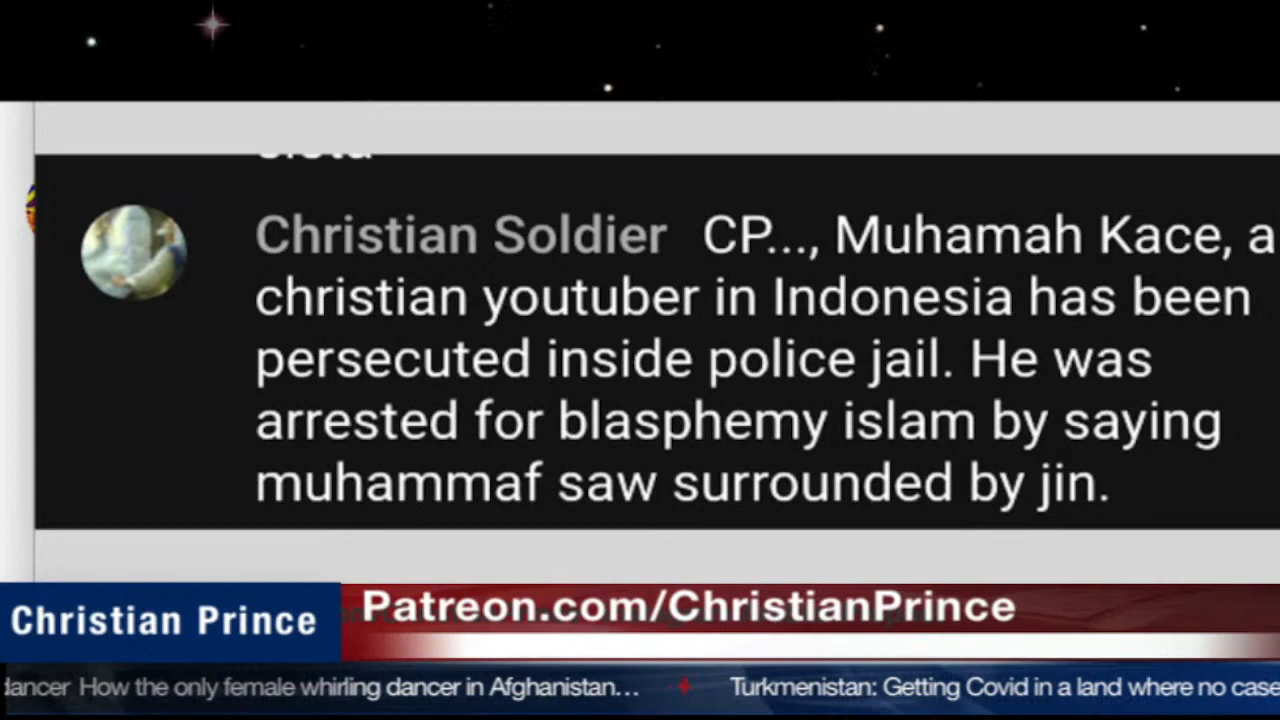 Christian Soldier CP..., Muhamah Kace, a
christian youtuber in Indonesia has been
persecuted inside police jail. He was
arrested for blasphemy islam by saying
muhammaf saw surrounded by jin.
Christian Prince
Patreon.com/ChristianPrince
dancer How the only female whirling dancer in Afghanistan... Turkmenistan: Getting Covid in a land where no case